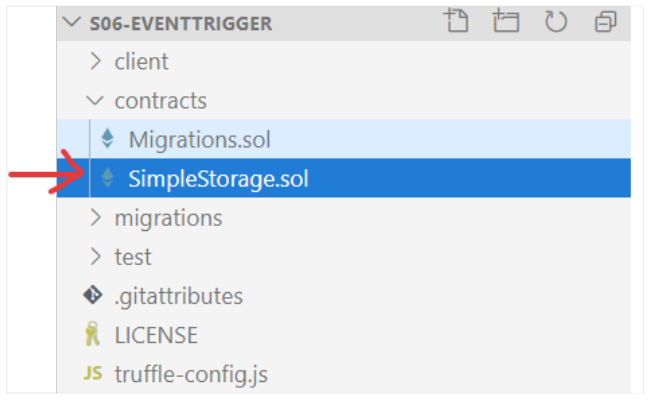 S06-EVENTTRIGGER
client
contracts
Migrations.sol
SimpleStorage.sol
migrations
test
.gitattributes
LICENSE
JS truffle-config.js